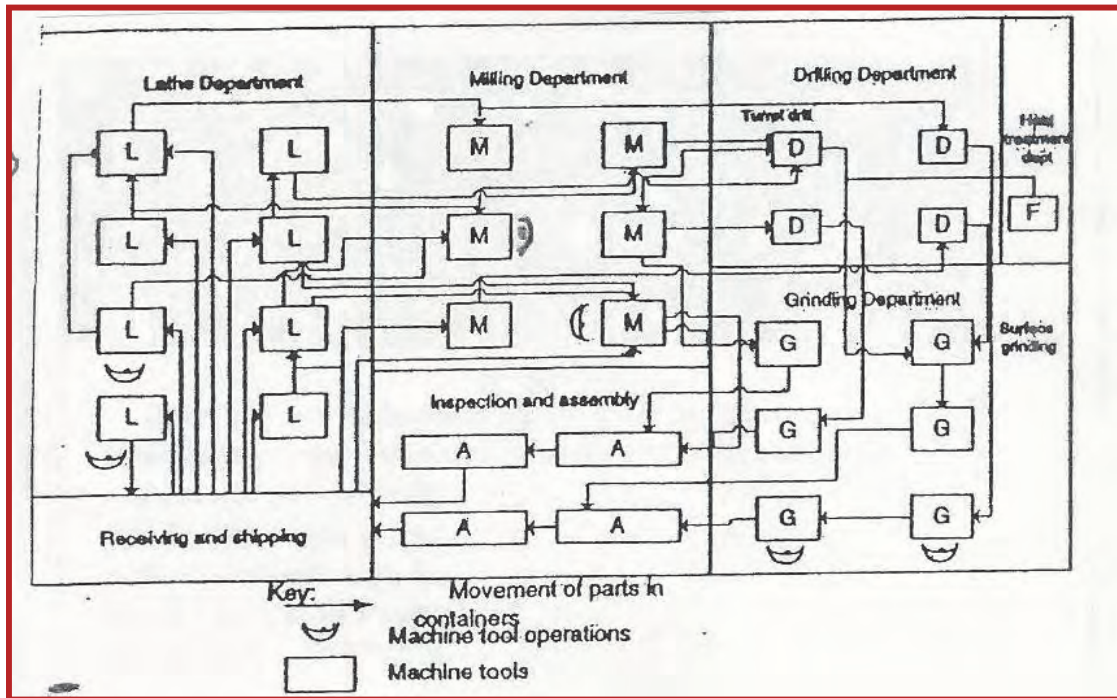 Lathe Department
Milling Department
Drilling Department
Turret drill
Heat
treatment
dept
L
L
M
M
D
D
L
L
M
M
D
D
F
L
L
M
M
Grinding Department
G
G
Surface
grinding
L
L
Inspection and assembly
A
A
G
G
Receiving and shipping
A
A
G
G
Key:
Movement of parts in
containers
Machine tool operations
Machine tools